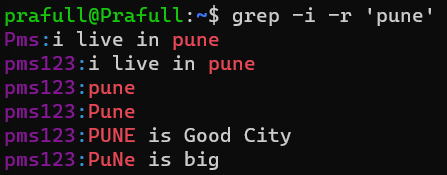 prafull@Prafull:~$ grep -i -r 'pune'
Pms:i live in pune
pms123:i live in pune
pms123:pune
pms123:Pune
pms123:PUNE is Good City
pms123:PuNe is big